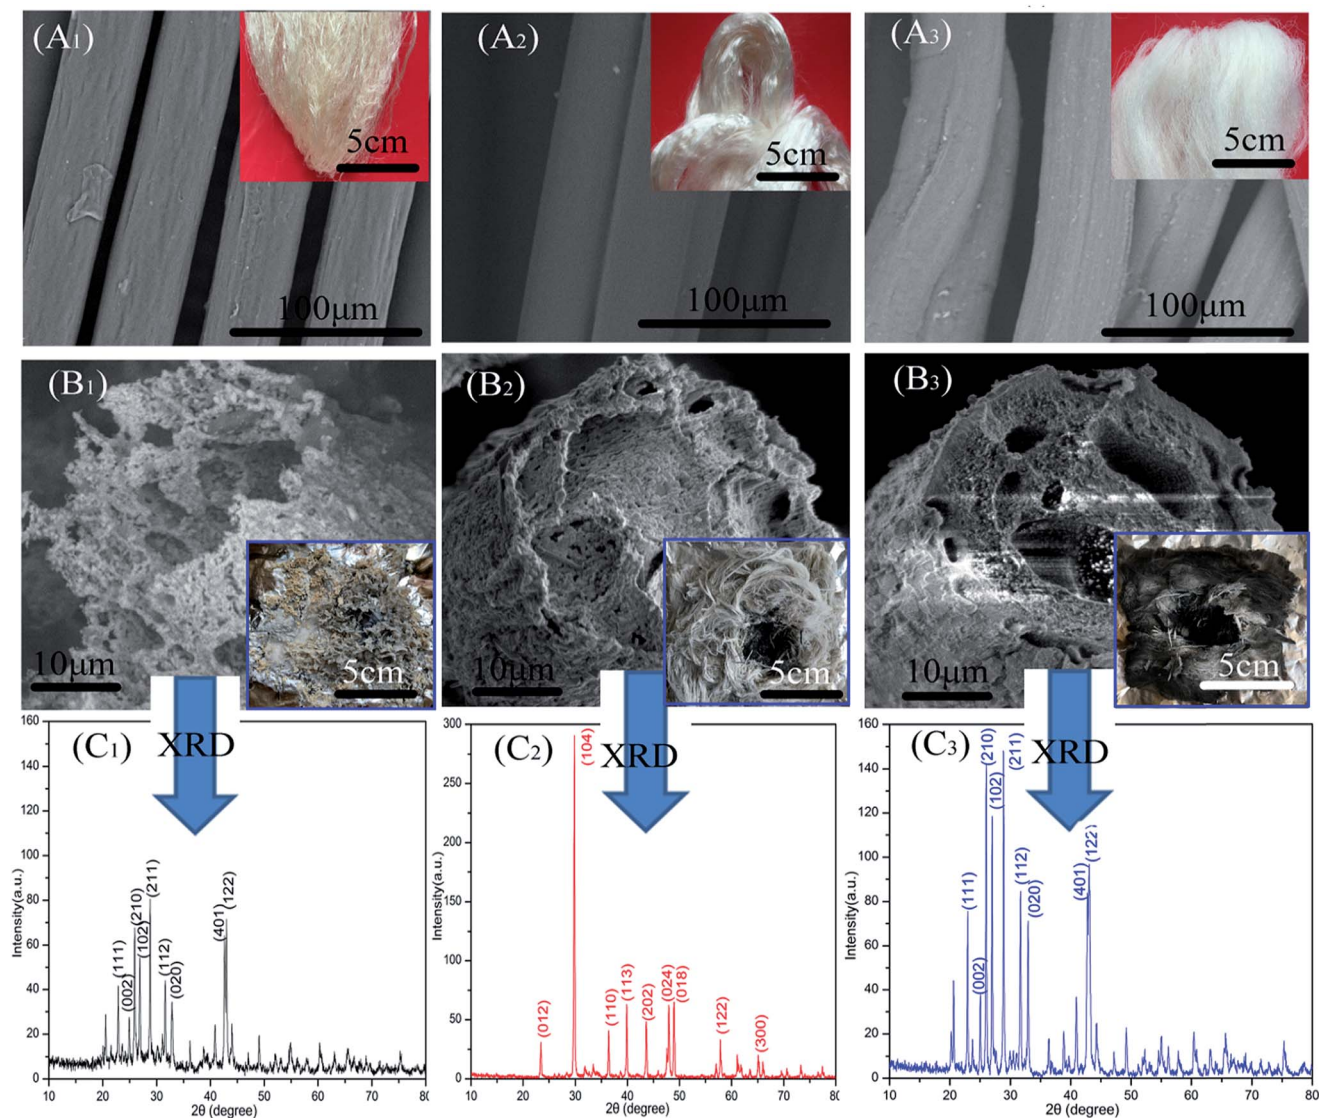 (A1)
5cm
100μm
(A2)
5cm
100μm
(A3)
5cm
100μm
(B1)
10μm
5cm
(B2)
10μm
5cm
(B3)
10μm
5cm
(C1)
XRD
Intensity(a.u.)
160
140
120
100
80
60
40
20
0
(111)
(002)
(210)
(102)
(211)
(112)
(020)
(401)
(122)
10 20 30 40 50 60 70 80
2θ (degree)
(C2)
XRD
Intensity(a.u.)
300
250
200
150
100
50
0
(012)
(104)
(110)
(113)
(202)
(024)
(018)
(122)
(300)
10 20 30 40 50 60 70 80
2θ (degree)
(C3)
XRD
Intensity(a.u.)
160
140
120
100
80
60
40
20
0
(111)
(002)
(210)
(102)
(211)
(112)
(020)
(401)
(122)
10 20 30 40 50 60 70 80
2θ (degree)